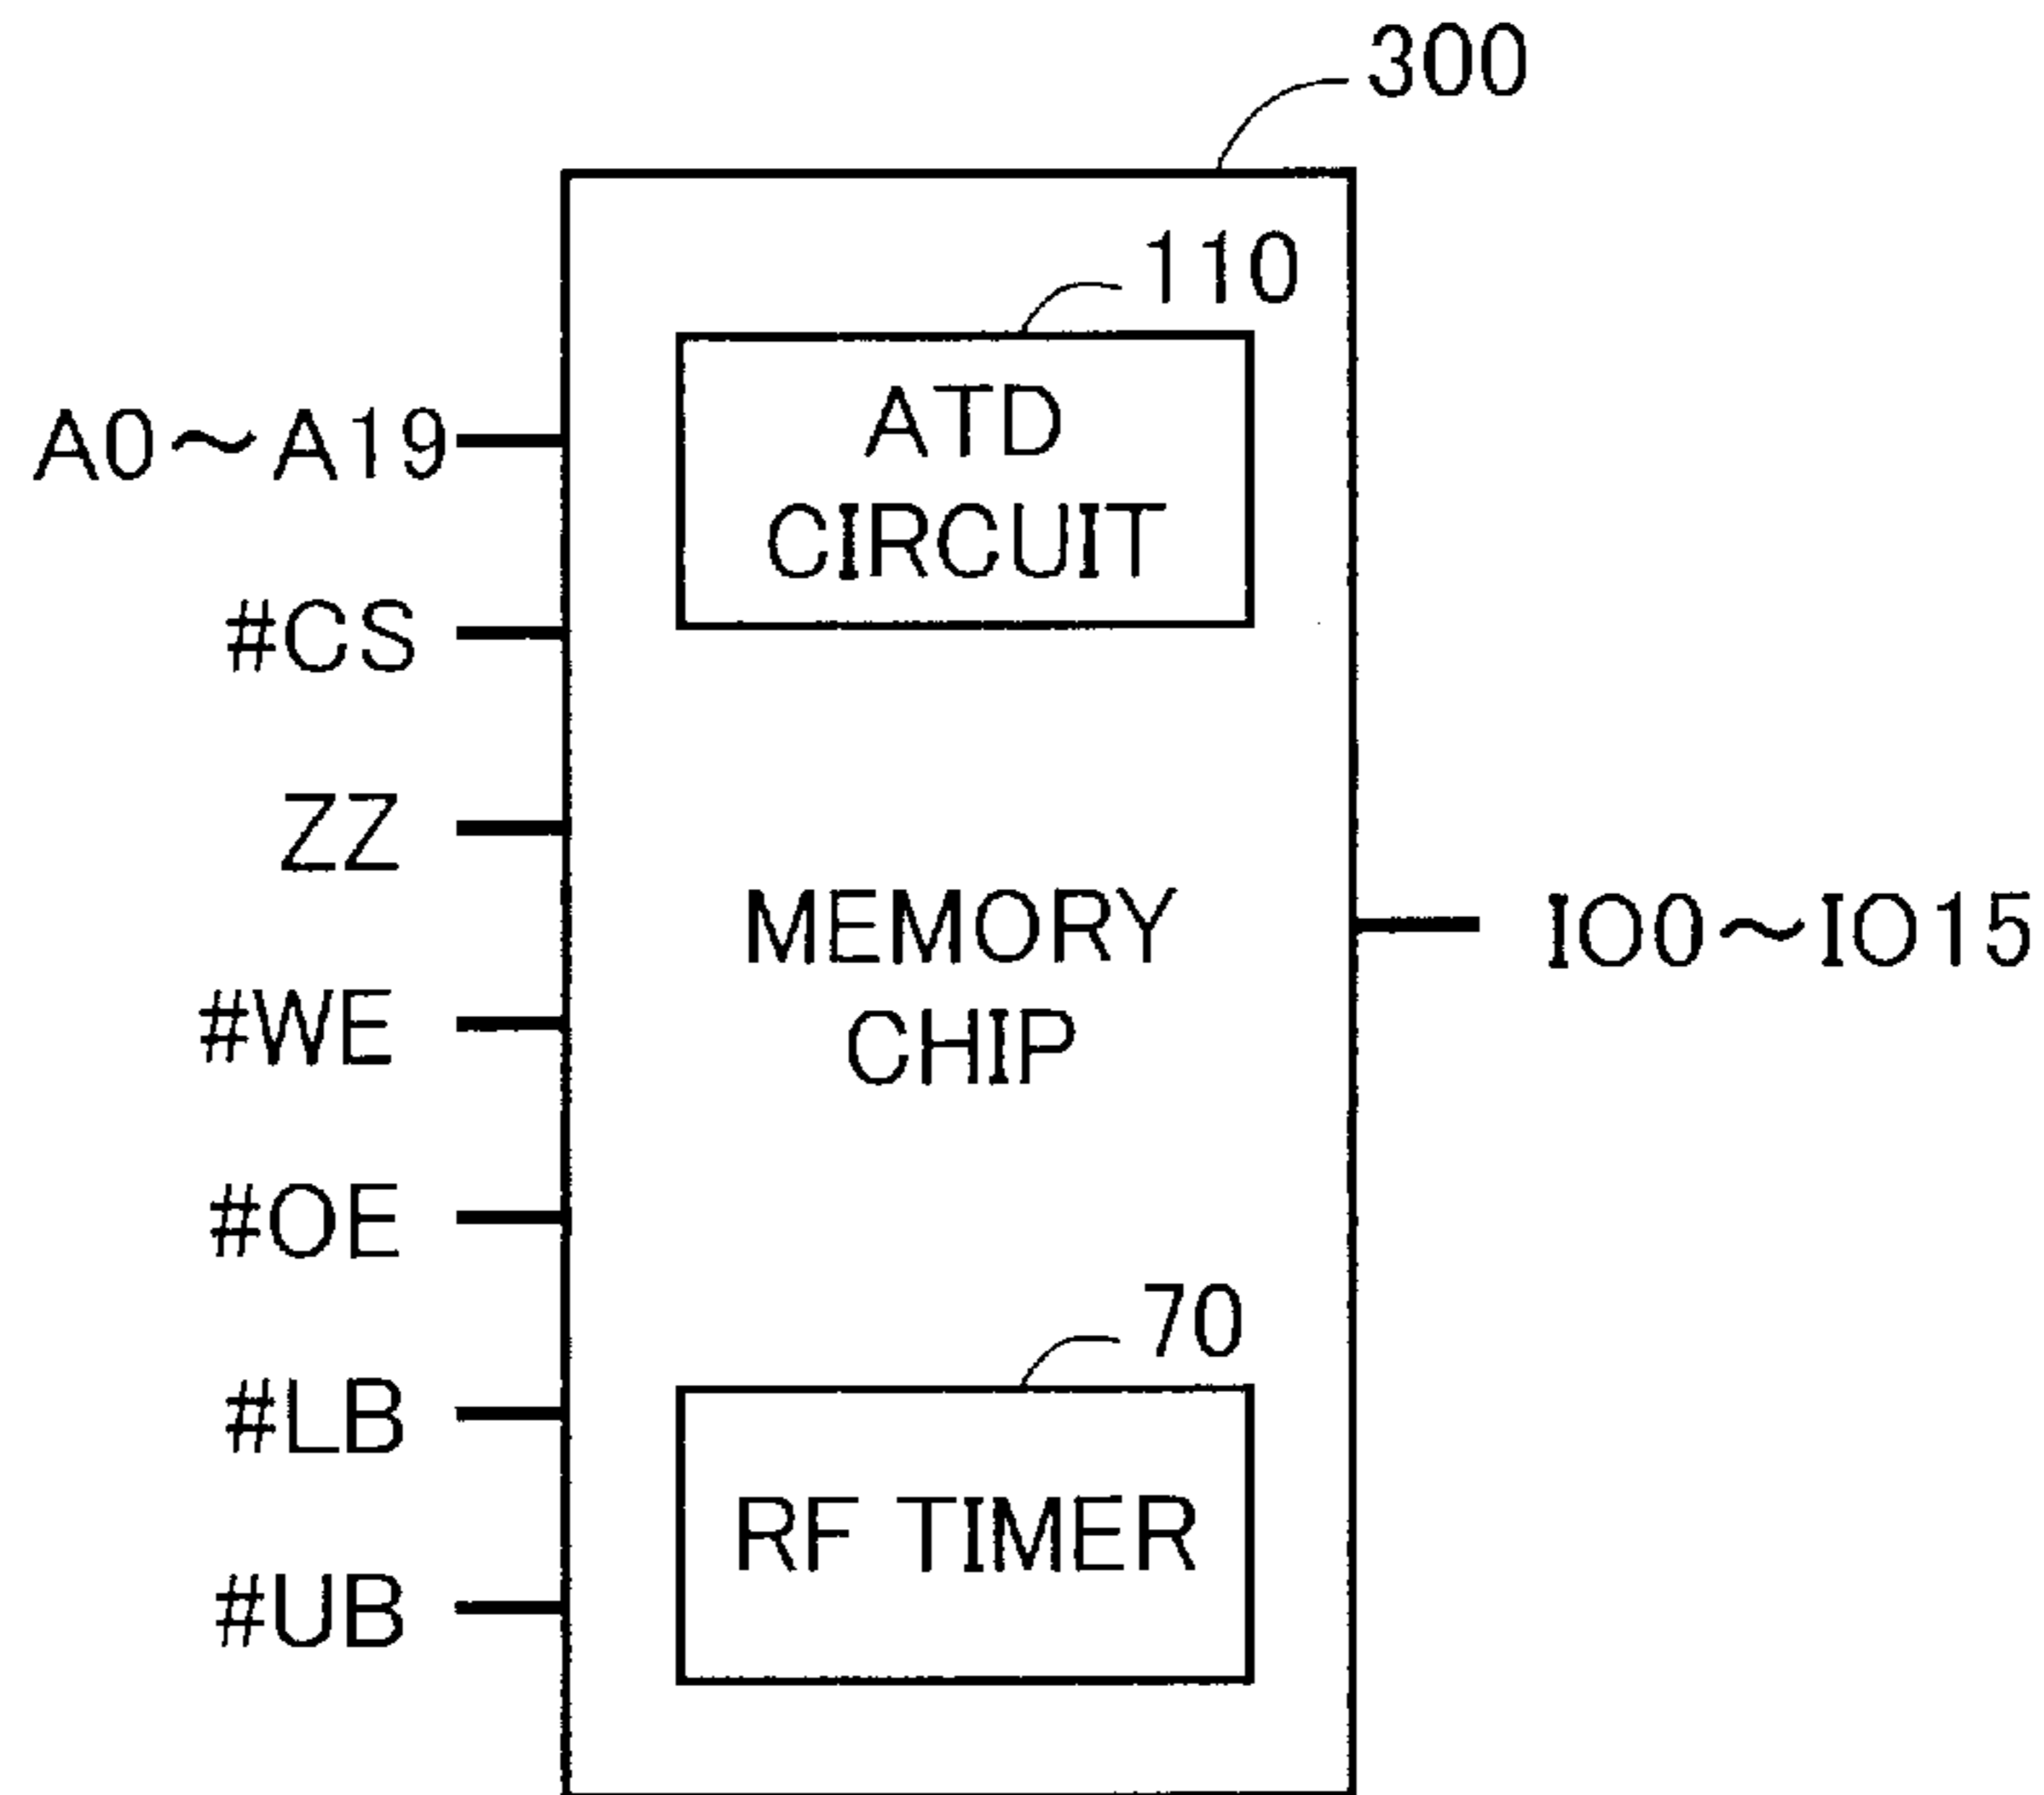 300
110
ATD
CIRCUIT
A0～A19
#CS
ZZ
MEMORY
CHIP
IO0～IO15
#WE
#OE
70
#LB
RF TIMER
#UB